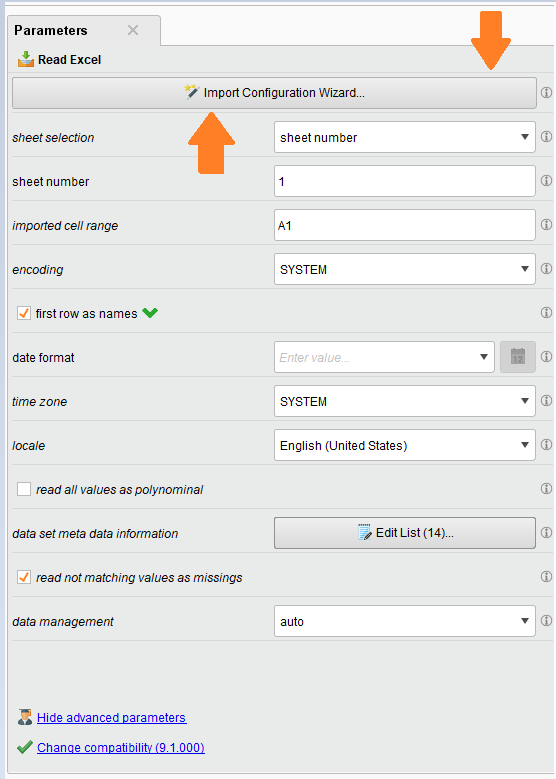 Parameters
Read Excel
Import Configuration Wizard...
sheet selection sheet number
sheet number 1
imported cell range A1
encoding SYSTEM
first row as names
date format Enter value...
time zone SYSTEM
locale English (United States)
read all values as polynominal
data set meta data information Edit List (14)...
read not matching values as missings
data management auto
Hide advanced parameters
Change compatibility (9.1.000)